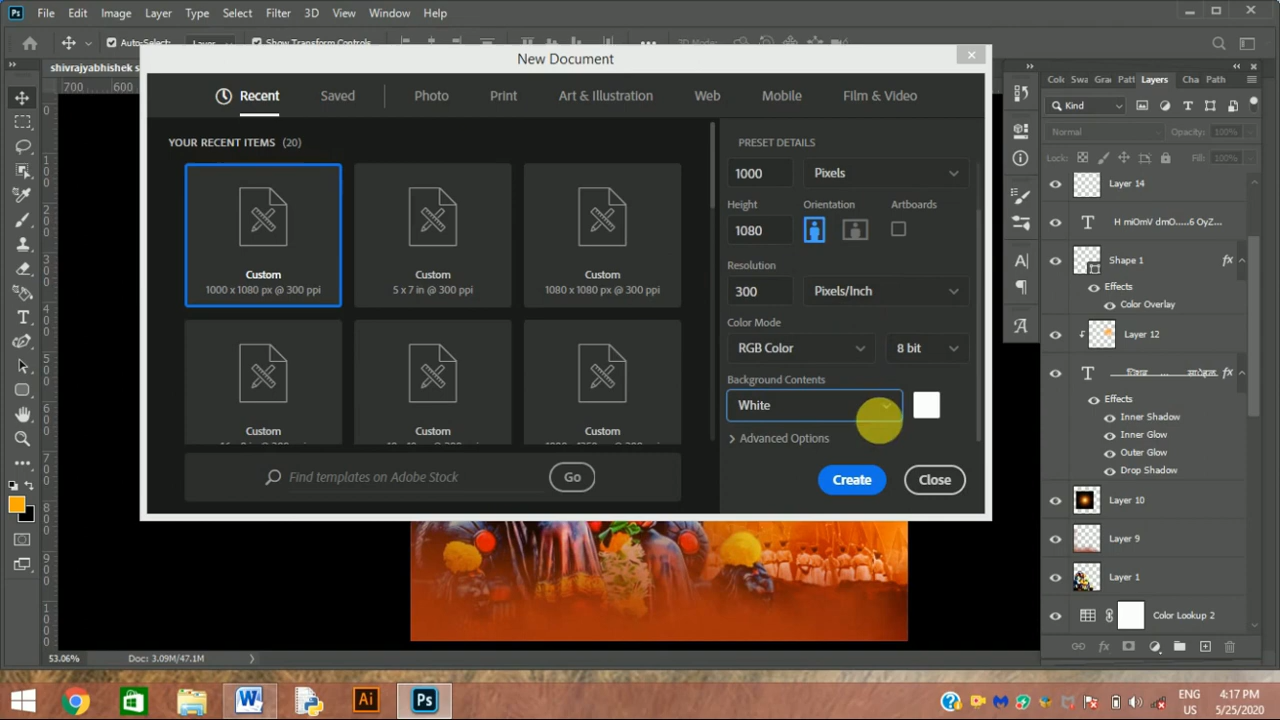 Ps File Edit Image Layer Type Select Filter 3D View Window Help
Auto-Select: Layer Show Transform Controls
shivrajyabhishek s
New Document
Recent Saved Photo Print Art & Illustration Web Mobile Film & Video
YOUR RECENT ITEMS (20)
Custom
1000 x 1080 px @ 300 ppi
Custom
5 x 7 in @ 300 ppi
Custom
1080 x 1080 px @ 300 ppi
Custom
Custom
Custom
Find templates on Adobe Stock Go
PRESET DETAILS
1000 Pixels
Height Orientation Artboards
1080
Resolution
300 Pixels/Inch
Color Mode
RGB Color 8 bit
Background Contents
White
Advanced Options
Create Close
700 600
Colc Swa Gra Patt Layers Cha Path
Kind
Normal Opacity: 100%
Lock: Fill: 100%
Layer 14
T H miOmV dmO.....6 OyZ...
Shape 1 fx
Effects
Color Overlay
Layer 12
T fx
Effects
Inner Shadow
Inner Glow
Outer Glow
Drop Shadow
Layer 10
Layer 9
Layer 1
Color Lookup 2
53.06% Doc: 3.09M/47.1M
W Ai Ps
ENG
US
4:17 PM
5/25/2020